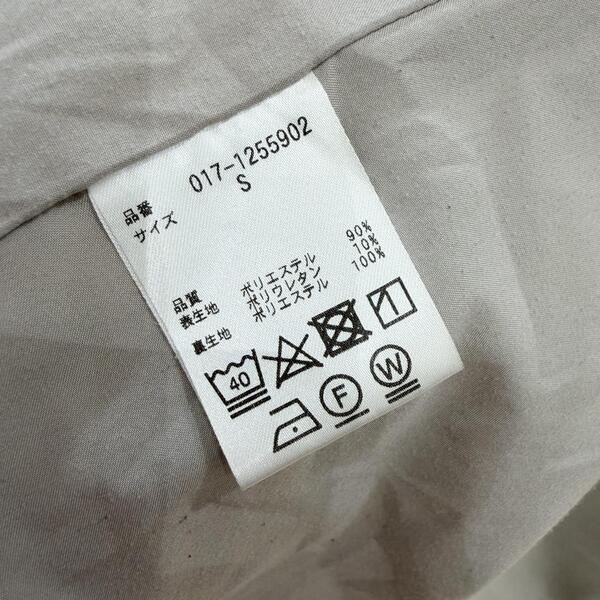 品番 017-1255902
サイズ S
品質
表生地 ポリエステル 90%
ポリウレタン 10%
裏生地 ポリエステル 100%
40
F W